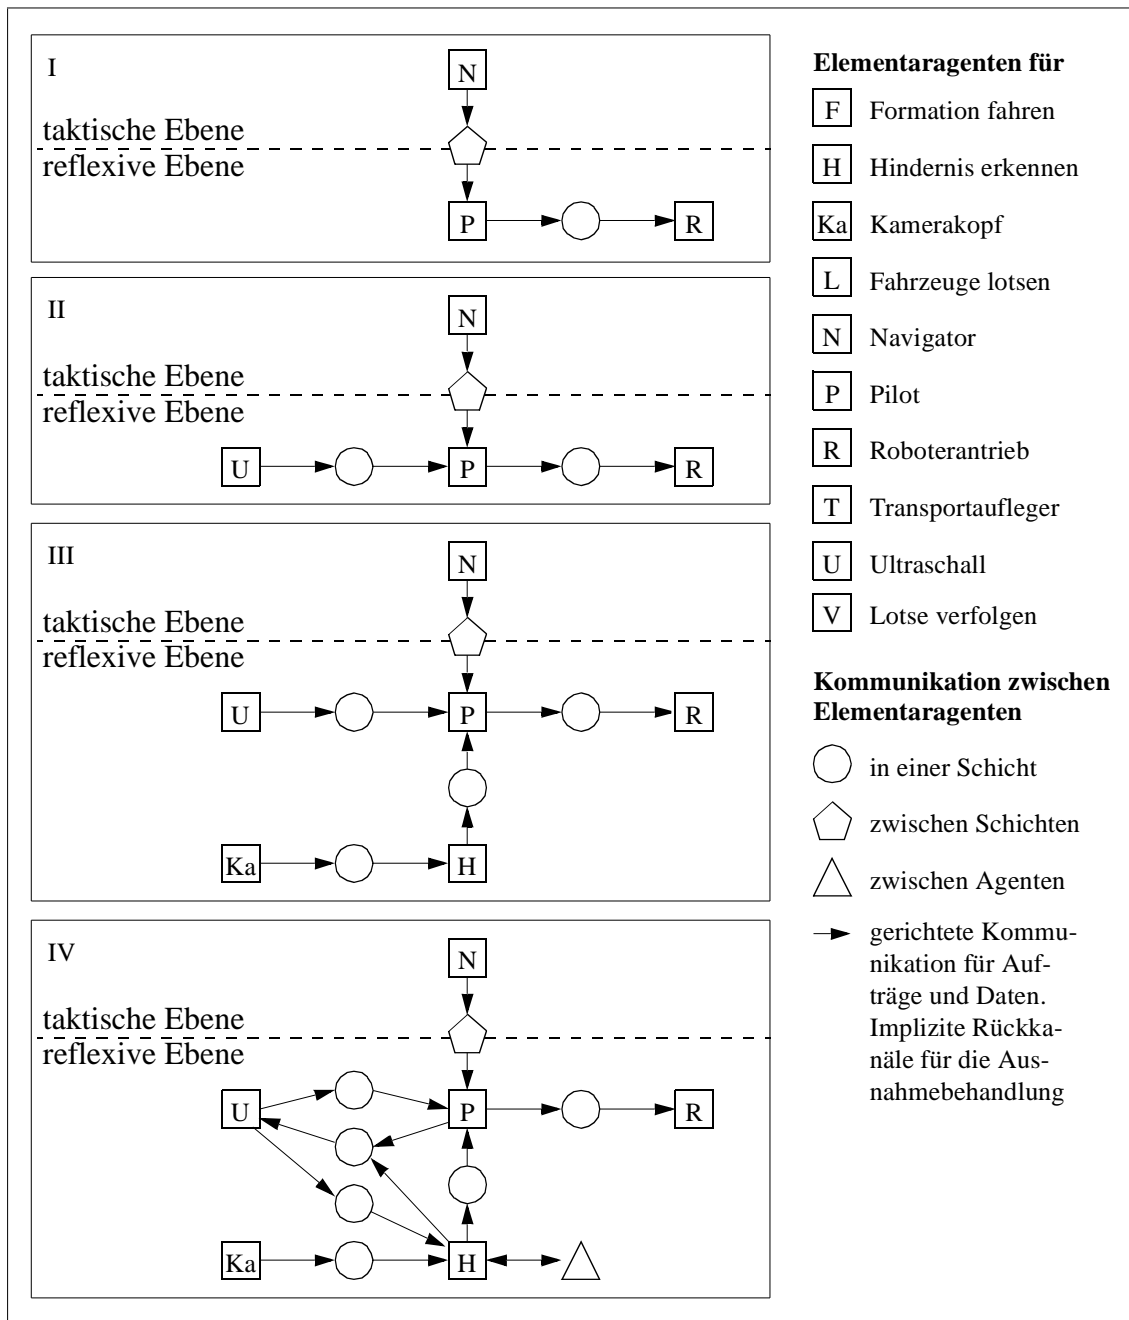 I
N
taktische Ebene
reflexive Ebene
P
R
II
N
taktische Ebene
reflexive Ebene
U
P
R
III
N
taktische Ebene
reflexive Ebene
U
P
R
Ka
H
IV
N
taktische Ebene
reflexive Ebene
U
P
R
Ka
H
Elementaragenten für
F Formation fahren
H Hindernis erkennen
Ka Kamerakopf
L Fahrzeuge lotsen
N Navigator
P Pilot
R Roboterantrieb
T Transportaufleger
U Ultraschall
V Lotse verfolgen
Kommunikation zwischen
Elementaragenten
in einer Schicht
zwischen Schichten
zwischen Agenten
gerichtete Kommu-
nikation für Auf-
träge und Daten.
Implizite Rückka-
näle für die Aus-
nahmebehandlung